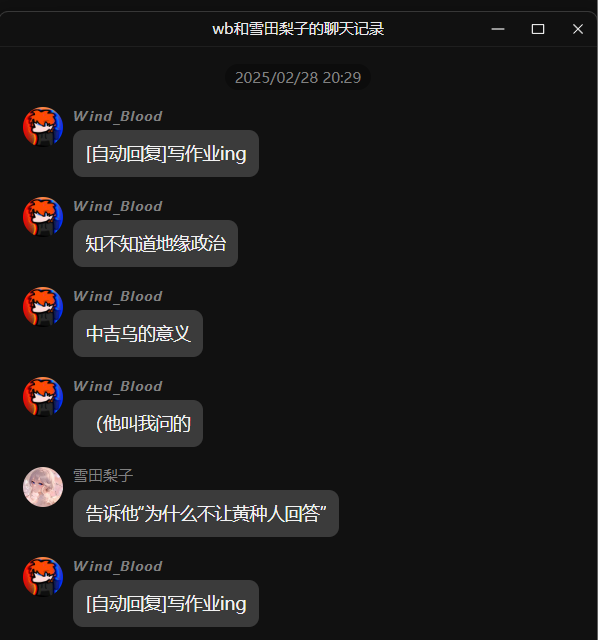 wb和雪田梨子的聊天记录
2025/02/28 20:29
Wind_Blood
[自动回复]写作业ing
Wind_Blood
知不知道地缘政治
Wind_Blood
中吉乌的意义
Wind_Blood
（他叫我问的
雪田梨子
告诉他“为什么不让黄种人回答”
Wind_Blood
[自动回复]写作业ing